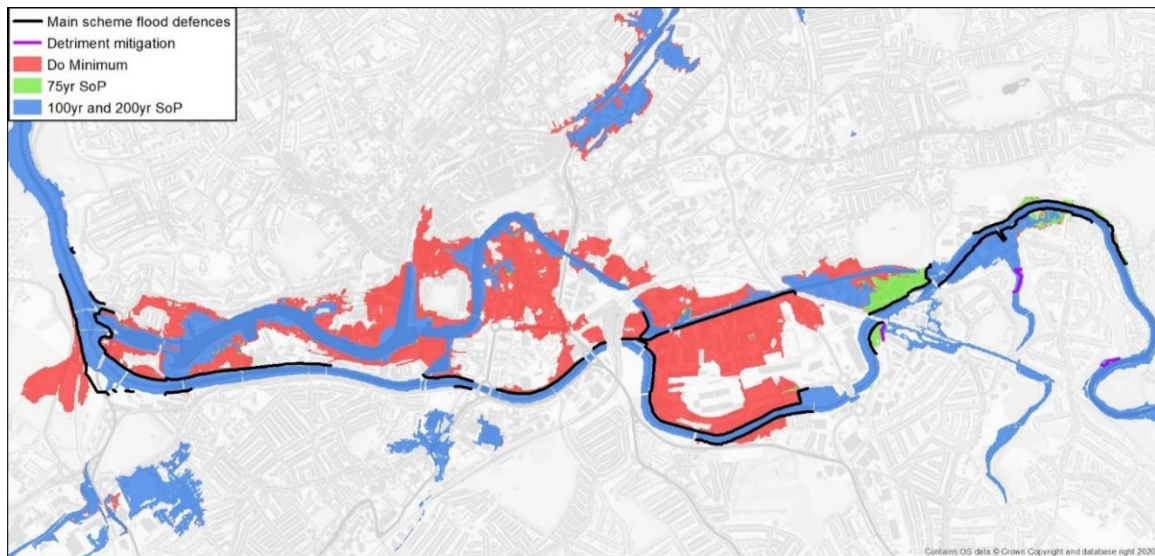 Main scheme flood defences
Detriment mitigation
Do Minimum
75yr SoP
100yr and 200yr SoP
Contains OS data © Crown Copyright and database right 2020